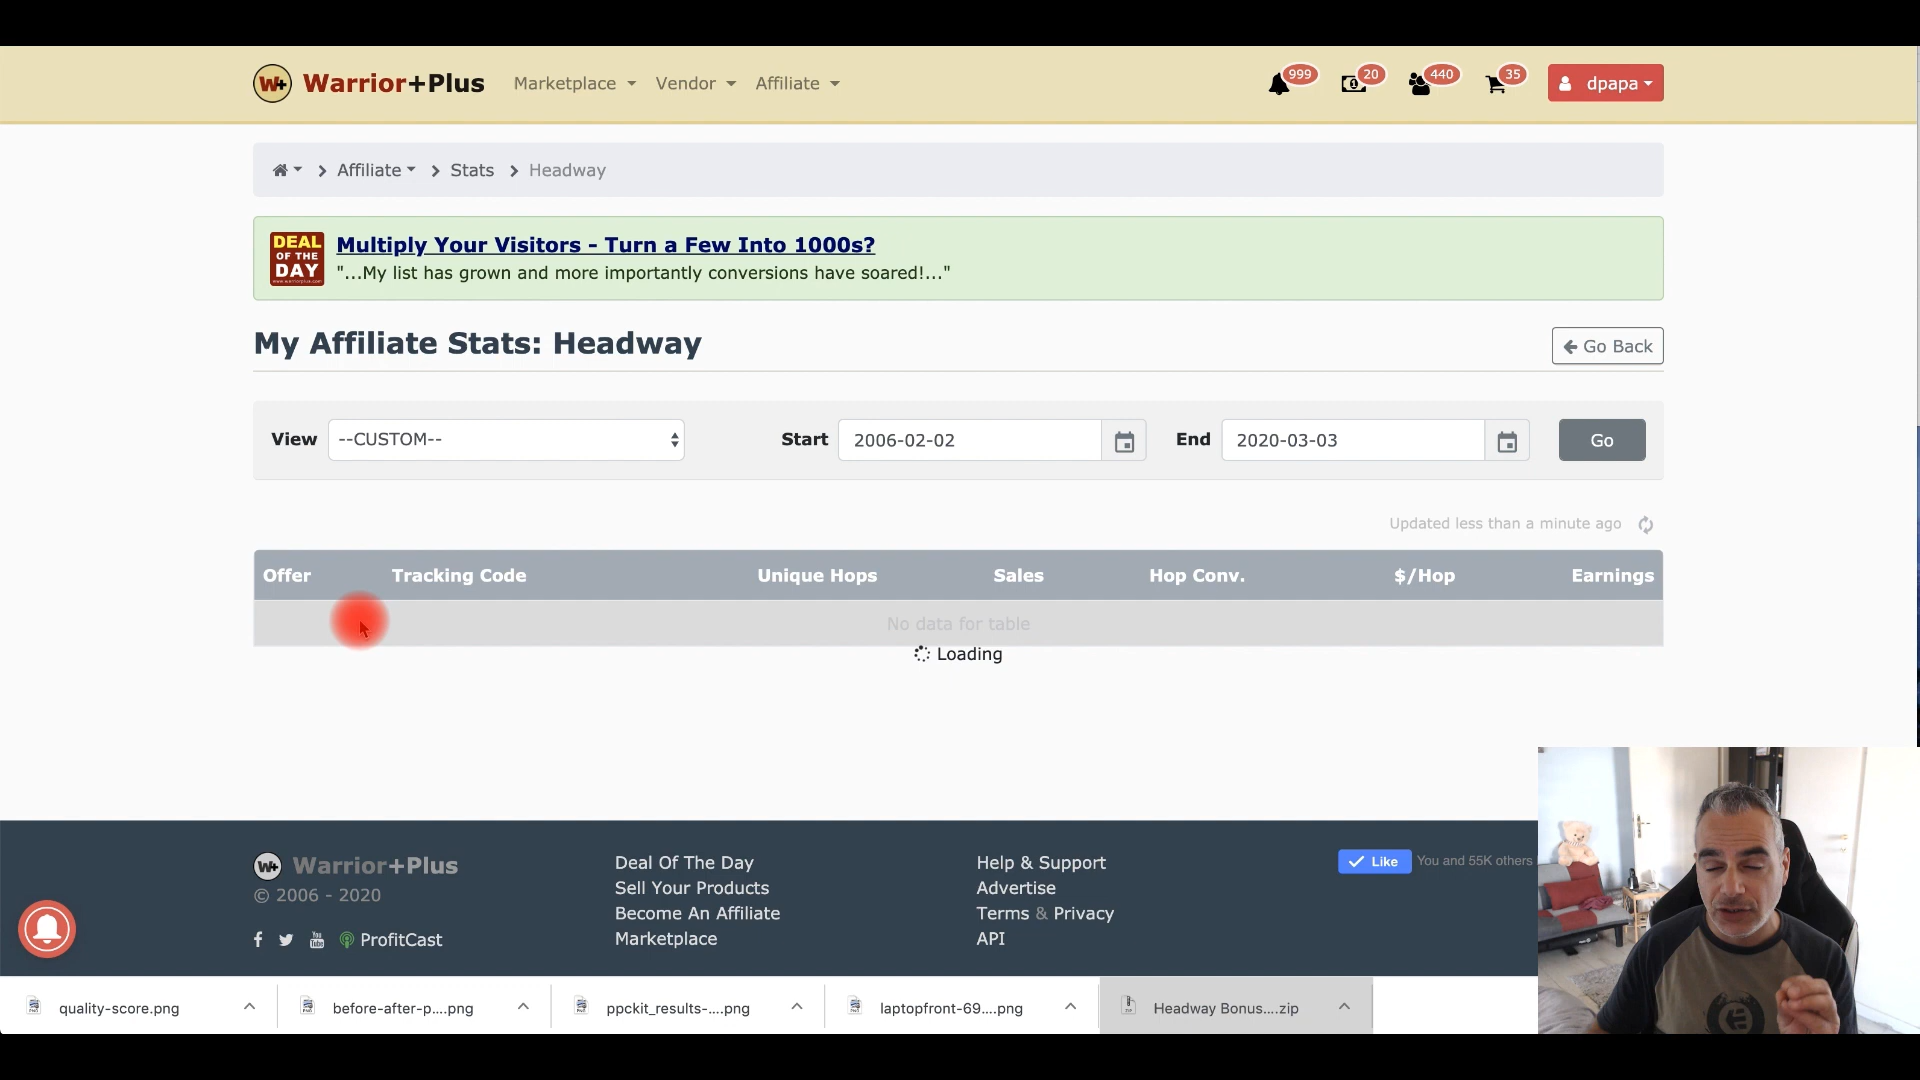 W+ Warrior+Plus Marketplace Vendor Affiliate 999 20 440 35 dpapa
Affiliate Stats Headway
DEAL OF THE DAY
Multiply Your Visitors - Turn a Few Into 1000s?
"...My list has grown and more importantly conversions have soared!..."
My Affiliate Stats: Headway
Go Back
View --CUSTOM-- Start 2006-02-02 End 2020-03-03 Go
Updated less than a minute ago
Offer Tracking Code Unique Hops Sales Hop Conv. $/Hop Earnings
No data for table
Loading
W+ Warrior+Plus
© 2006 - 2020
ProfitCast
Deal Of The Day
Sell Your Products
Become An Affiliate
Marketplace
Help & Support
Advertise
Terms & Privacy
API
Like You and 55K others
quality-score.png before-after-p....png ppckit_results-....png laptopfront-69....png Headway Bonus....zip